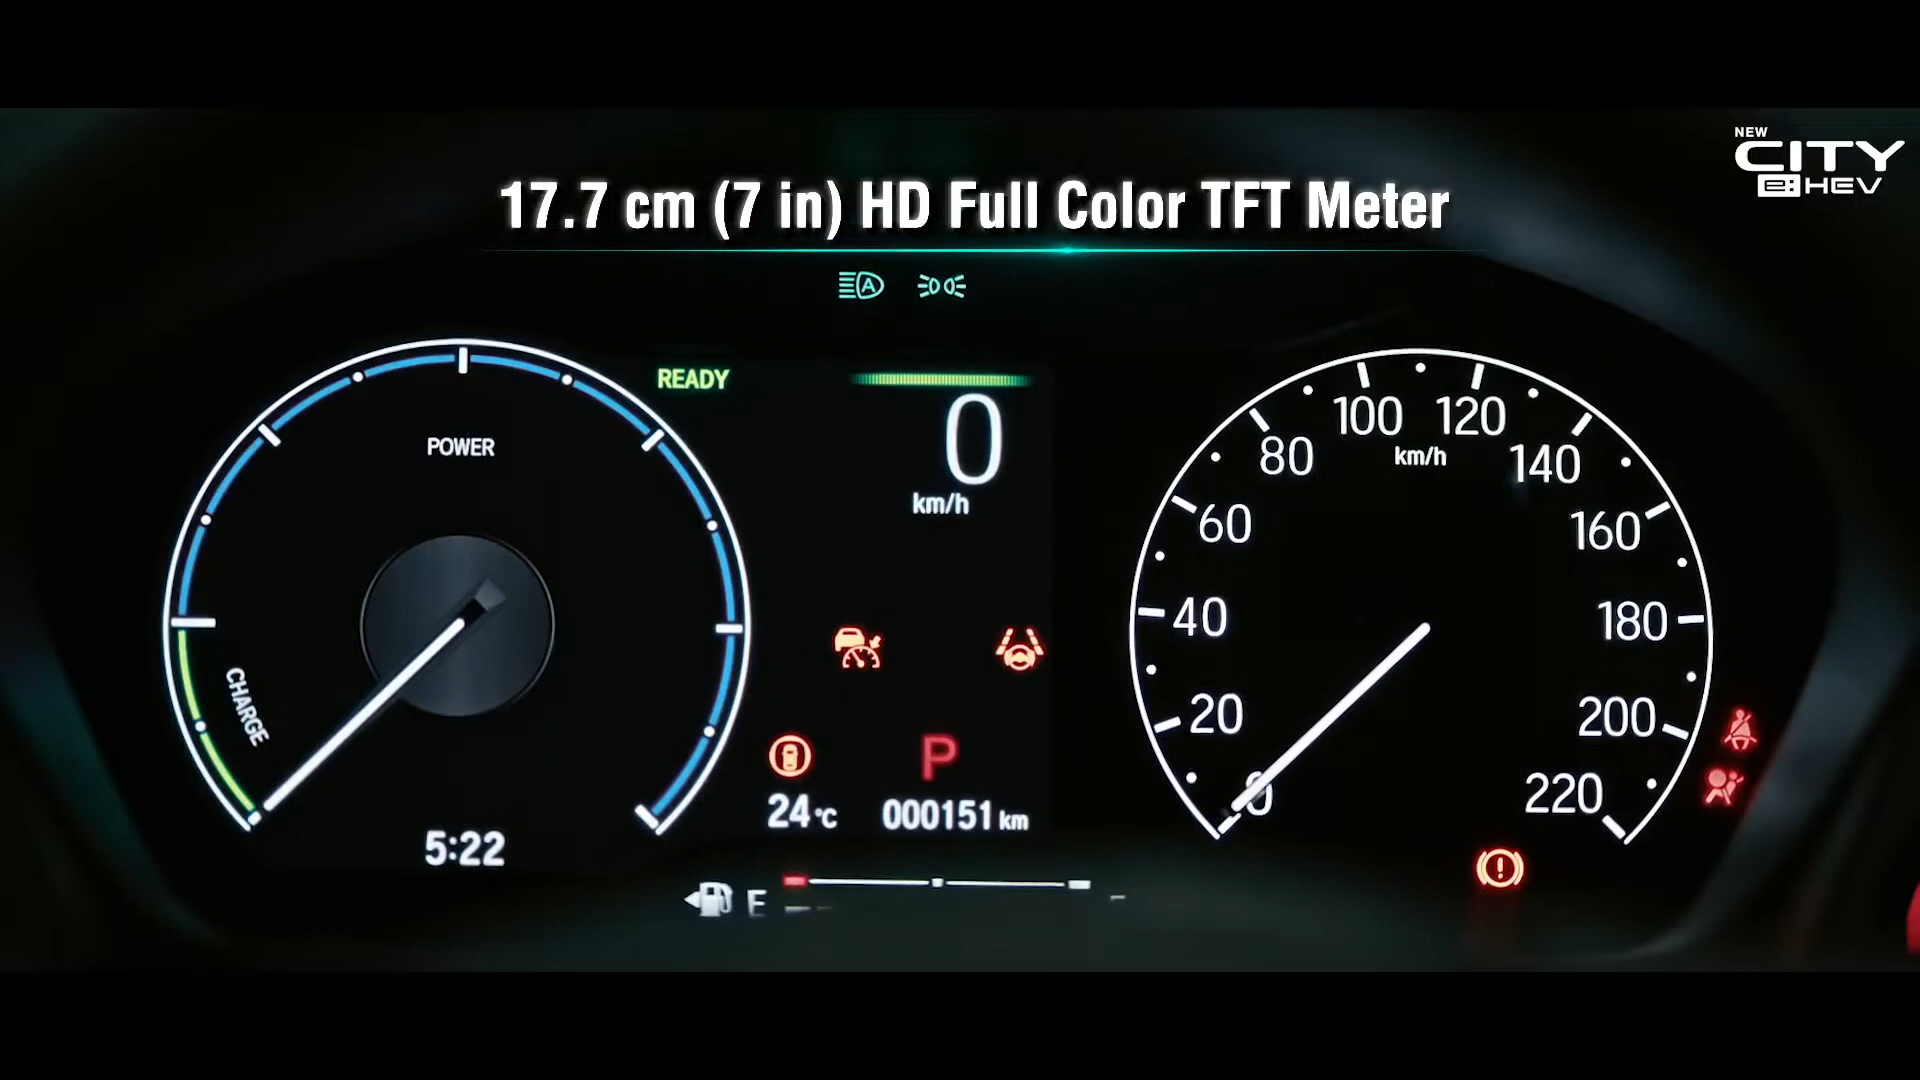 NEW
CITY
e:HEV
17.7 cm (7 in) HD Full Color TFT Meter
A
READY
0
km/h
POWER
CHARGE
5:22
P
24°C
000151 km
E
0
20
40
60
80
100
120
140
160
180
200
220
km/h